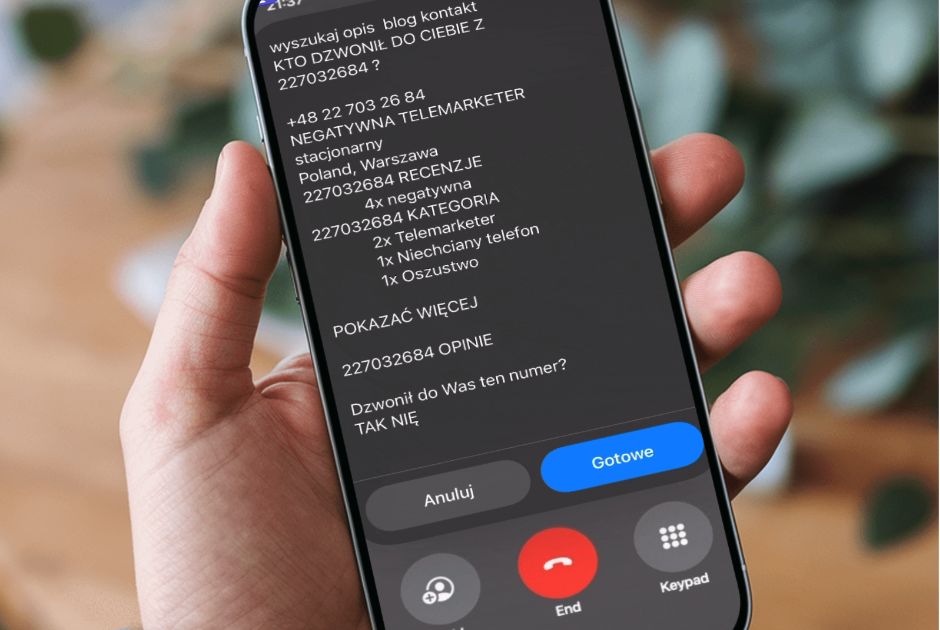 21:37
wyszukaj opis blog kontakt
KTO DZWONIŁ DO CIEBIE Z
227032684 ?
+48 22 703 26 84
NEGATYWNA TELEMARKETER
stacjonarny
Poland, Warszawa
227032684 RECENZJE
4x negatywna
227032684 KATEGORIA
2x Telemarketer
1x Niechciany telefon
1x Oszustwo
POKAZAĆ WIĘCEJ
227032684 OPINIE
Dzwonił do Was ten numer?
TAK NIĘ
Anuluj
Gotowe
End
Keypad